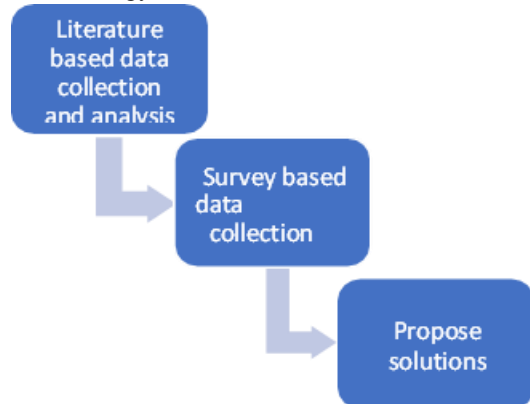 Literature
based data
collection
and analysis
Survey based
data
collection
Propose
solutions